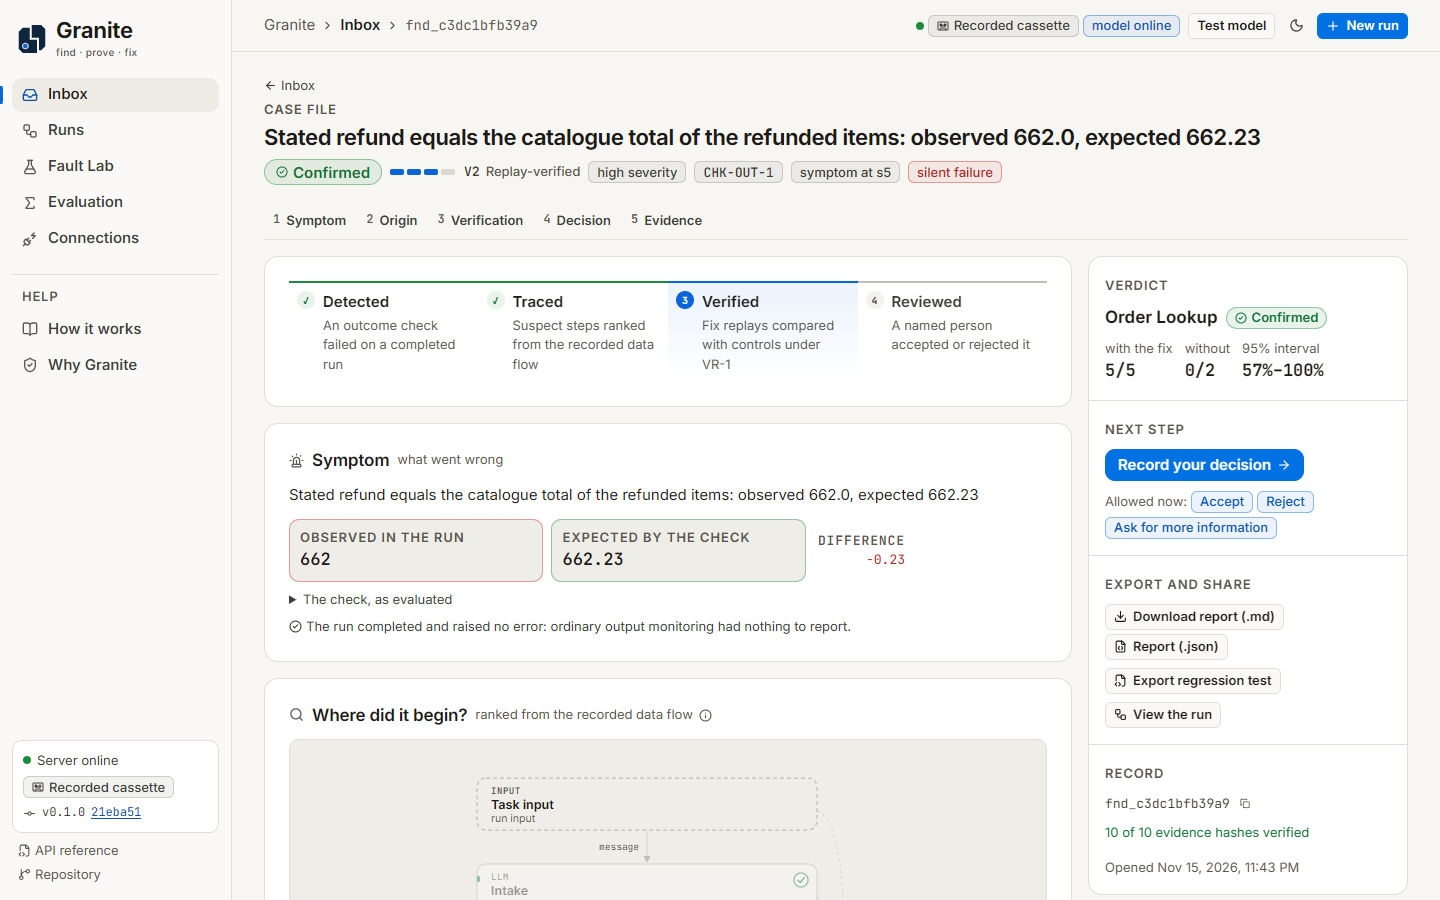 Granite
find · prove · fix
Inbox
Runs
Fault Lab
Evaluation
Connections
HELP
How it works
Why Granite
Server online
Recorded cassette
v0.1.0 21eba51
API reference
Repository
Granite › Inbox › fnd_c3dc1bfb39a9
Recorded cassette
model online
Test model
New run
← Inbox
CASE FILE
Stated refund equals the catalogue total of the refunded items: observed 662.0, expected 662.23
Confirmed
V2 Replay-verified
high severity
CHK-OUT-1
symptom at s5
silent failure
1 Symptom
2 Origin
3 Verification
4 Decision
5 Evidence
✓ Detected
An outcome check
failed on a completed
run
✓ Traced
Suspect steps ranked
from the recorded data
flow
3 Verified
Fix replays compared
with controls under
VR-1
4 Reviewed
A named person
accepted or rejected it
Symptom what went wrong
Stated refund equals the catalogue total of the refunded items: observed 662.0, expected 662.23
OBSERVED IN THE RUN
662
EXPECTED BY THE CHECK
662.23
DIFFERENCE
-0.23
▶ The check, as evaluated
The run completed and raised no error: ordinary output monitoring had nothing to report.
Where did it begin? ranked from the recorded data flow
INPUT
Task input
run input
message
LLM
Intake
VERDICT
Order Lookup Confirmed
with the fix without 95% interval
5/5 0/2 57%–100%
NEXT STEP
Record your decision →
Allowed now: Accept Reject
Ask for more information
EXPORT AND SHARE
Download report (.md)
Report (.json)
Export regression test
View the run
RECORD
fnd_c3dc1bfb39a9
10 of 10 evidence hashes verified
Opened Nov 15, 2026, 11:43 PM